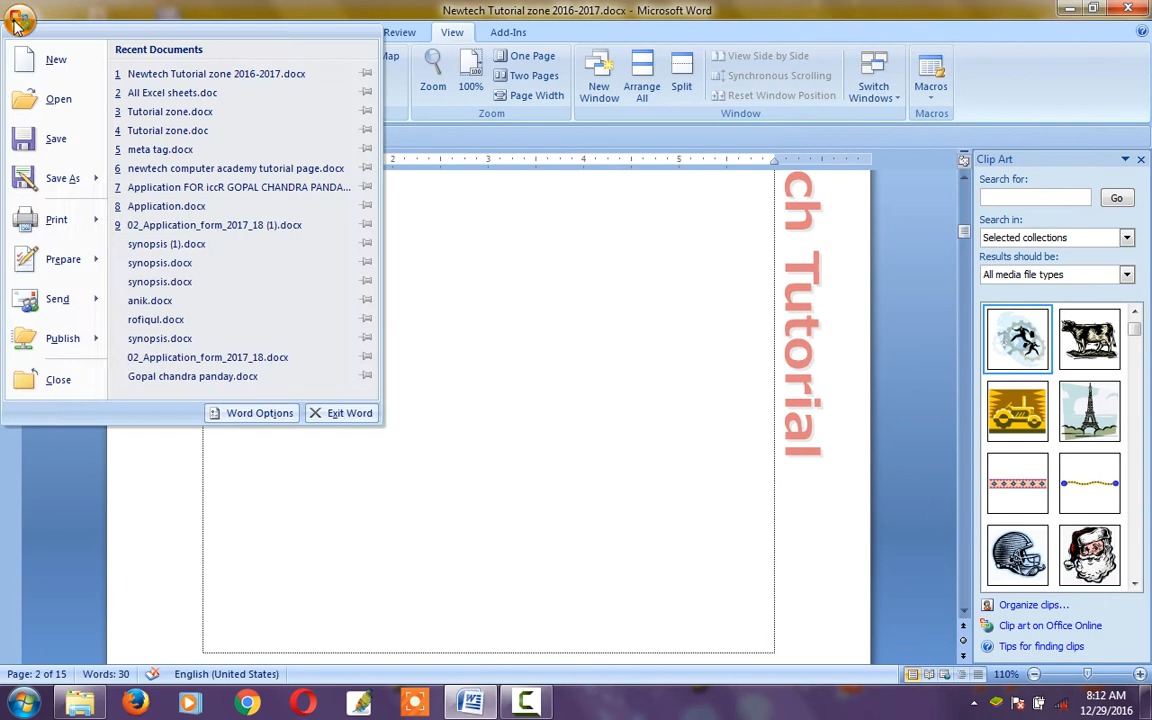 Newtech Tutorial zone 2016-2017.docx - Microsoft Word
Review View Add-Ins
New
Open
Save
Save As
Print
Prepare
Send
Publish
Close
Recent Documents
1 Newtech Tutorial zone 2016-2017.docx
2 All Excel sheets.docx
3 Tutorial zone.docx
4 Tutorial zone.doc
5 meta tag.docx
6 newtech computer academy tutorial page.docx
7 Application FOR iccR GOPAL CHANDRA PANDA...
8 Application.docx
9 02_Application_form_2017_18 (1).docx
synopsis (1).docx
synopsis.docx
synopsis.docx
anik.docx
rofiqul.docx
synopsis.docx
02_Application_form_2017_18.docx
Gopal chandra panday.docx
Word Options
Exit Word
Map
Zoom
100%
One Page
Two Pages
Page Width
Zoom
New Window
Arrange All
Split
View Side by Side
Synchronous Scrolling
Reset Window Position
Switch Windows
Window
Macros
Macros
2 3 4 5
ch Tutorial
Clip Art
Search for:
Go
Search in:
Selected collections
Results should be:
All media file types
Organize clips...
Clip art on Office Online
Tips for finding clips
Page: 2 of 15
Words: 30
English (United States)
110%
8:12 AM
12/29/2016